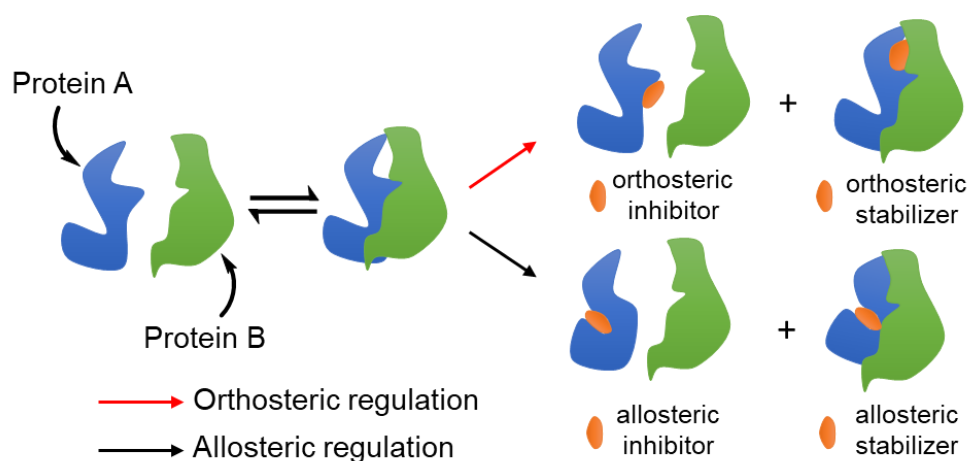 Protein A
Protein B
orthosteric
inhibitor
+
orthosteric
stabilizer
allosteric
inhibitor
+
allosteric
stabilizer
Orthosteric regulation
Allosteric regulation